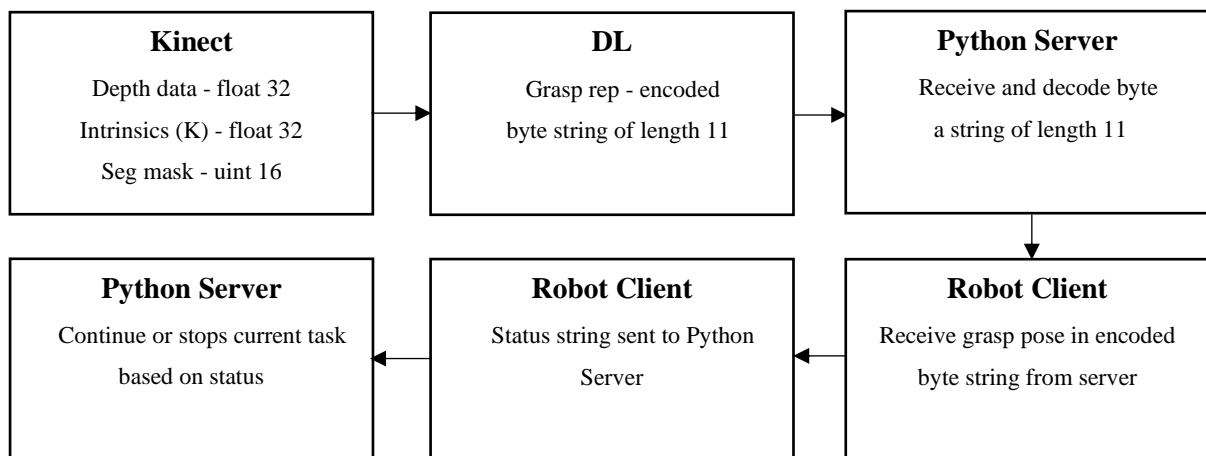 Kinect
Depth data - float 32
Intrinsics (K) - float 32
Seg mask - uint 16
DL
Grasp rep - encoded
byte string of length 11
Python Server
Receive and decode byte
a string of length 11
Python Server
Continue or stops current task
based on status
Robot Client
Status string sent to Python
Server
Robot Client
Receive grasp pose in encoded
byte string from server